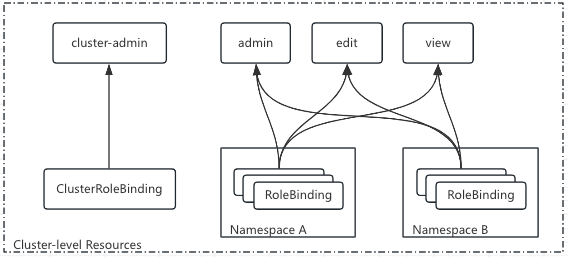 cluster-admin
admin
edit
view
ClusterRoleBinding
RoleBinding
RoleBinding
Namespace A
Namespace B
Cluster-level Resources